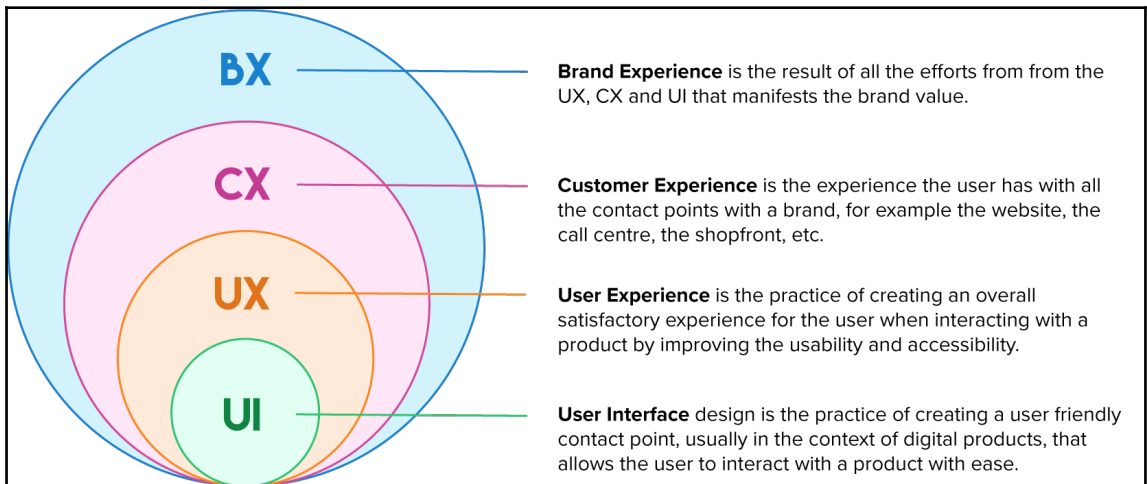 BX
Brand Experience is the result of all the efforts from from the
UX, CX and UI that manifests the brand value.
CX
Customer Experience is the experience the user has with all
the contact points with a brand, for example the website, the
call centre, the shopfront, etc.
UX
User Experience is the practice of creating an overall
satisfactory experience for the user when interacting with a
product by improving the usability and accessibility.
UI
User Interface design is the practice of creating a user friendly
contact point, usually in the context of digital products, that
allows the user to interact with a product with ease.